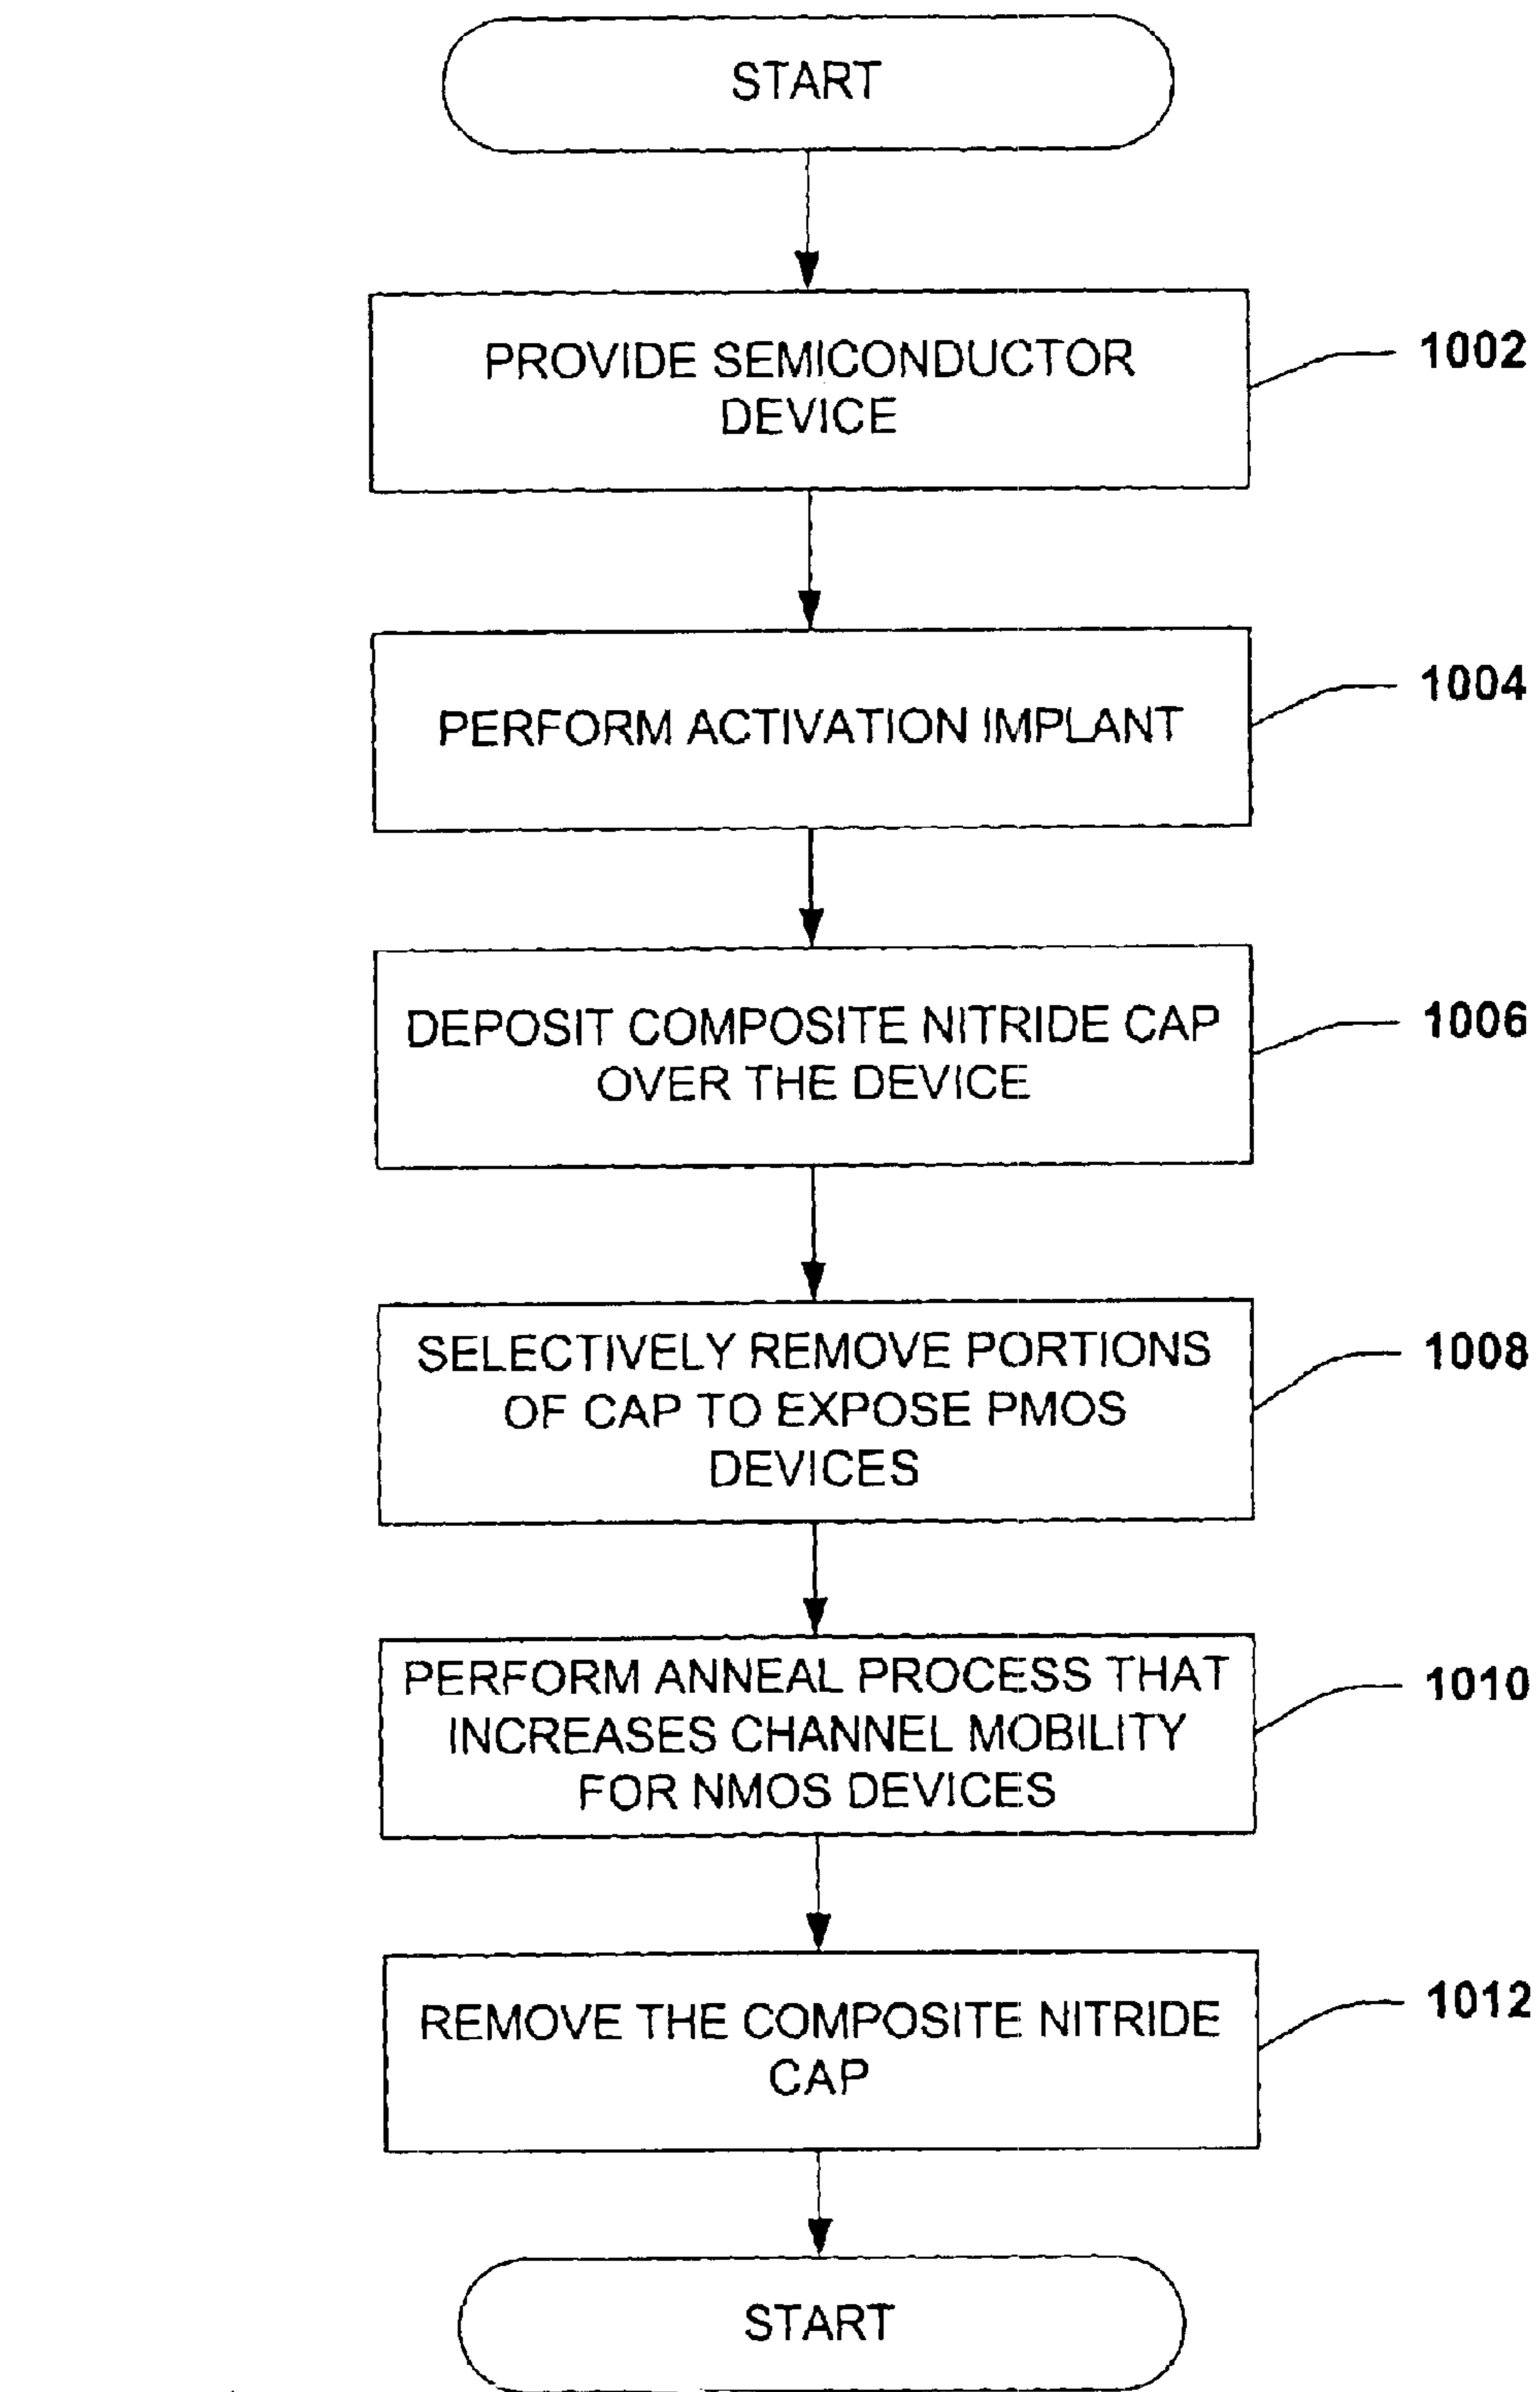 START
PROVIDE SEMICONDUCTOR
DEVICE
1002
PERFORM ACTIVATION IMPLANT
1004
DEPOSIT COMPOSITE NITRIDE CAP
OVER THE DEVICE
1006
SELECTIVELY REMOVE PORTIONS
OF CAP TO EXPOSE PMOS
DEVICES
1008
PERFORM ANNEAL PROCESS THAT
INCREASES CHANNEL MOBILITY
FOR NMOS DEVICES
1010
REMOVE THE COMPOSITE NITRIDE
CAP
1012
START